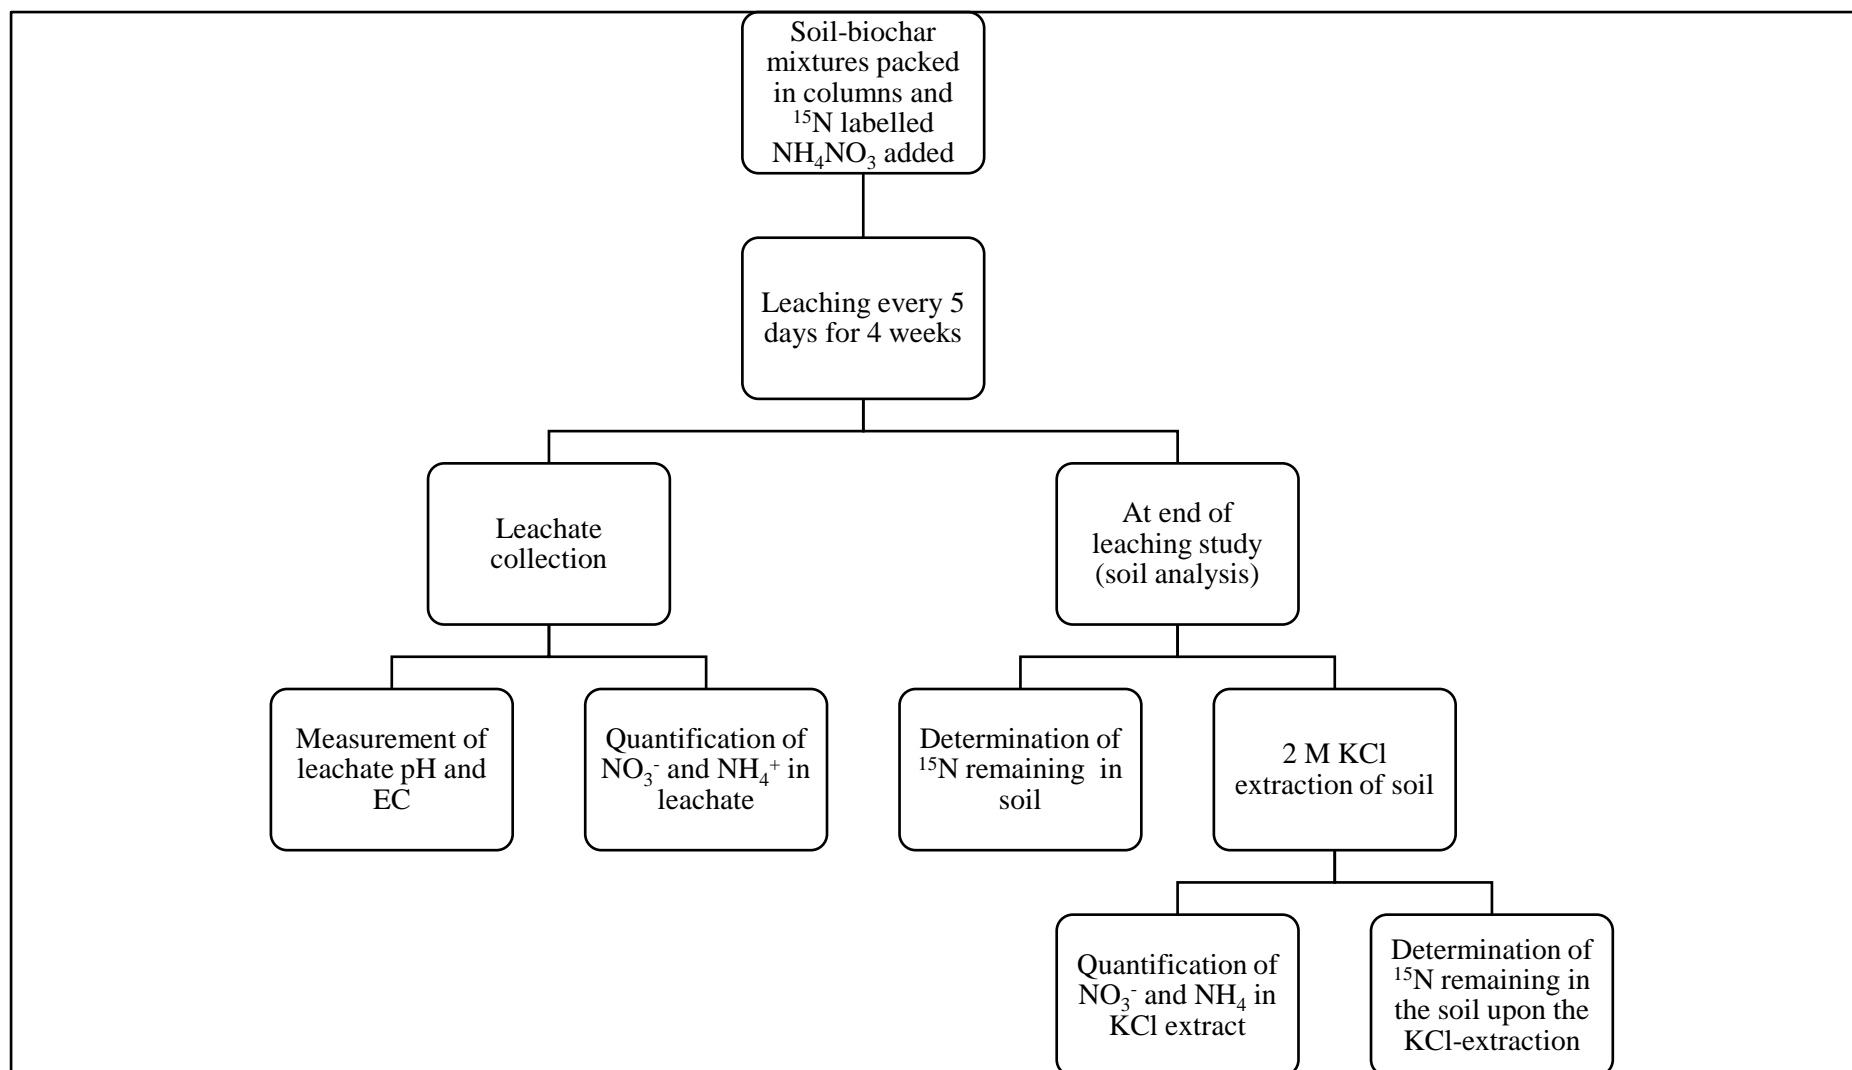 Soil-biochar
mixtures packed
in columns and
¹⁵N labelled
NH₄NO₃ added
Leaching every 5
days for 4 weeks
Leachate
collection
At end of
leaching study
(soil analysis)
Measurement of
leachate pH and
EC
Quantification of
NO₃⁻ and NH₄⁺ in
leachate
Determination of
¹⁵N remaining in
soil
2 M KCl
extraction of soil
Quantification of
NO₃⁻ and NH₄ in
KCl extract
Determination of
¹⁵N remaining in
the soil upon the
KCl-extraction